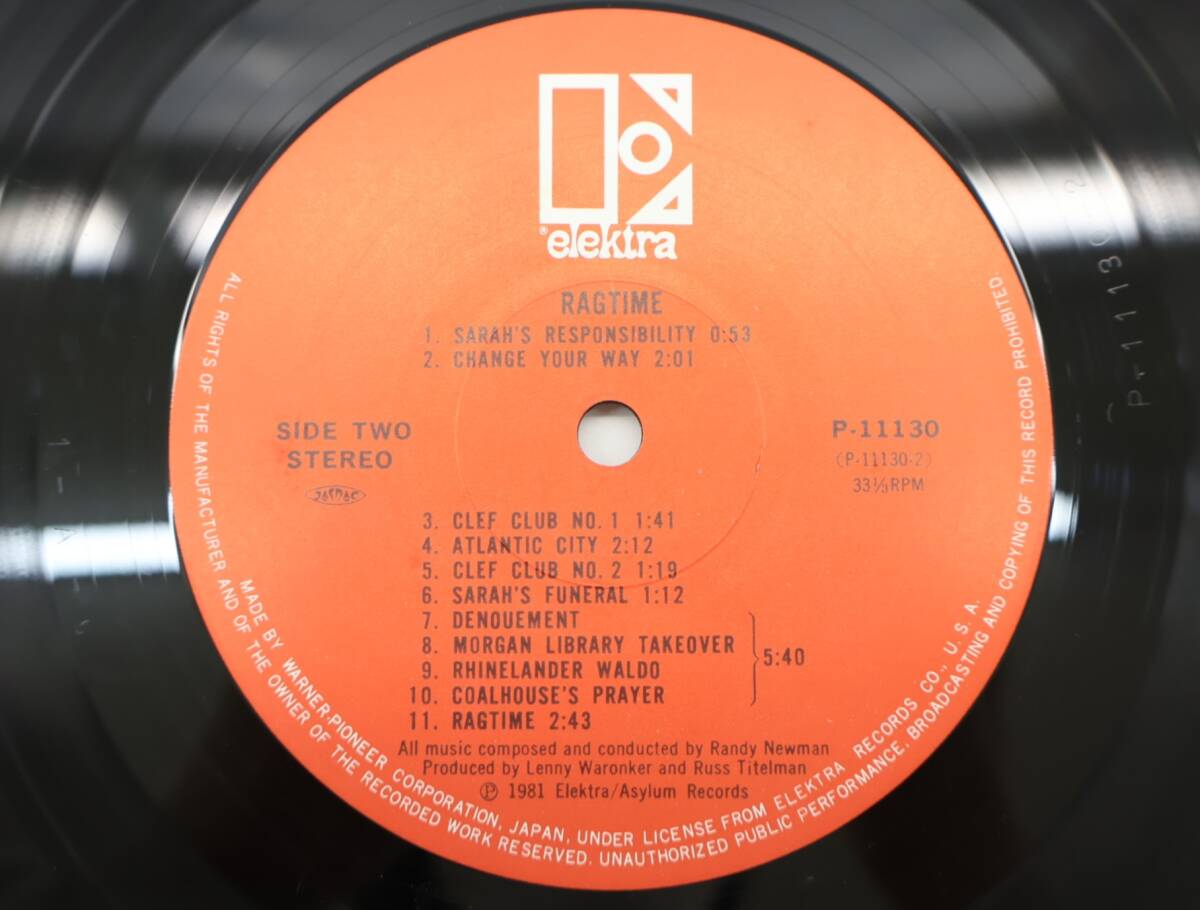 ®elektra
RAGTIME
1. SARAH'S RESPONSIBILITY 0:53
2. CHANGE YOUR WAY 2:01
SIDE TWO
STEREO
P-11130
(P-11130-2)
33⅓RPM
3. CLEF CLUB NO. 1 1:41
4. ATLANTIC CITY 2:12
5. CLEF CLUB NO. 2 1:19
6. SARAH'S FUNERAL 1:12
7. DENOUEMENT
8. MORGAN LIBRARY TAKEOVER
9. RHINELANDER WALDO
10. COALHOUSE'S PRAYER
5:40
11. RAGTIME 2:43
All music composed and conducted by Randy Newman
Produced by Lenny Waronker and Russ Titelman
Ⓟ 1981 Elektra/Asylum Records
MADE BY WARNER-PIONEER CORPORATION, JAPAN, UNDER LICENSE FROM ELEKTRA RECORDS CO., U. S. A.
ALL RIGHTS OF THE MANUFACTURER AND OF THE OWNER OF THE RECORDED WORK RESERVED. UNAUTHORIZED PUBLIC PERFORMANCE, BROADCASTING AND COPYING OF THIS RECORD PROHIBITED.